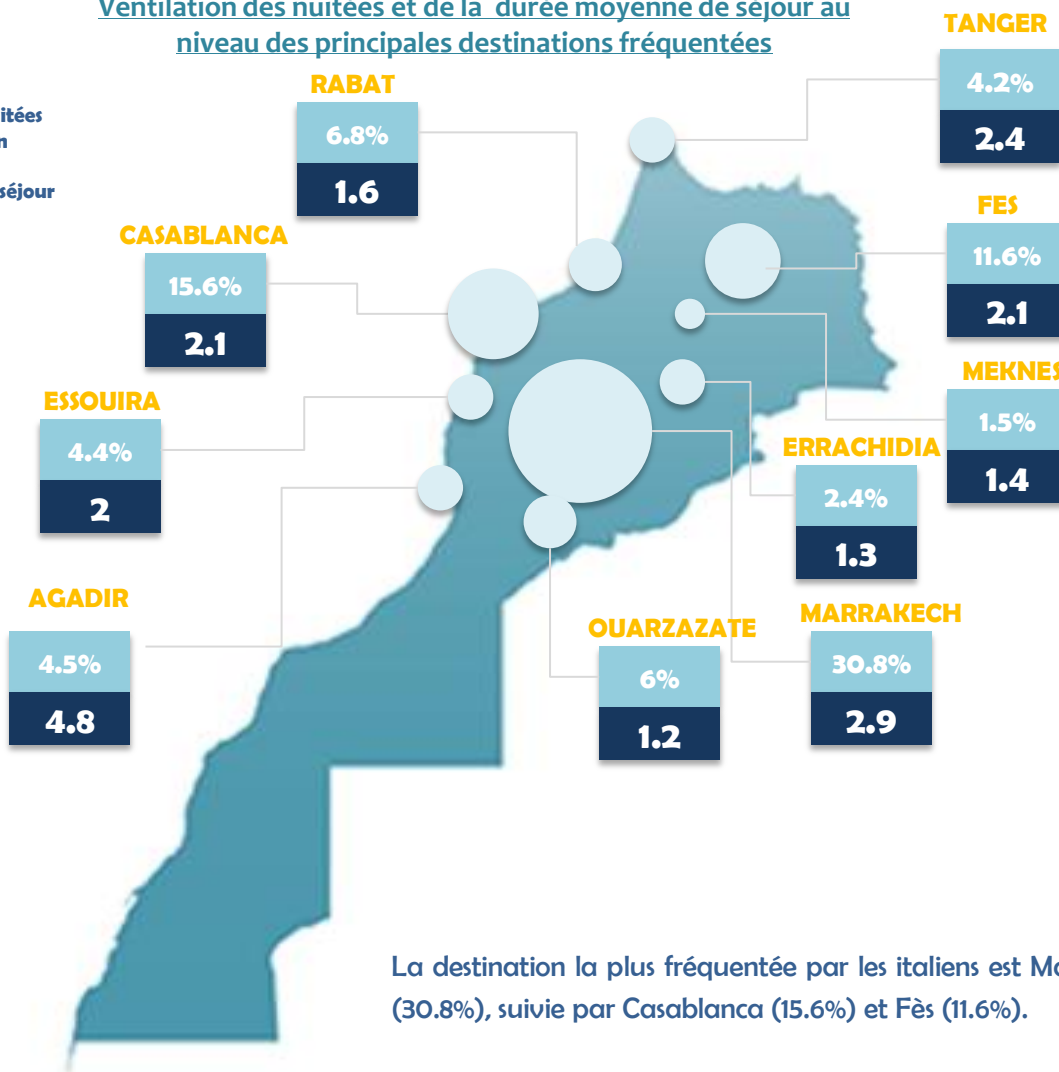 Ventilation des nuitées et de la durée moyenne de séjour au
niveau des principales destinations fréquentées
TANGER
4.2%
2.4
RABAT
6.8%
1.6
séjour
FES
11.6%
2.1
CASABLANCA
15.6%
2.1
MEKNES
1.5%
1.4
ESSOUIRA
4.4%
2
ERRACHIDIA
2.4%
1.3
AGADIR
4.5%
4.8
OUARZAZATE
6%
1.2
MARRAKECH
30.8%
2.9
La destination la plus fréquentée par les italiens est
(30.8%), suivie par Casablanca (15.6%) et Fès (11.6%).